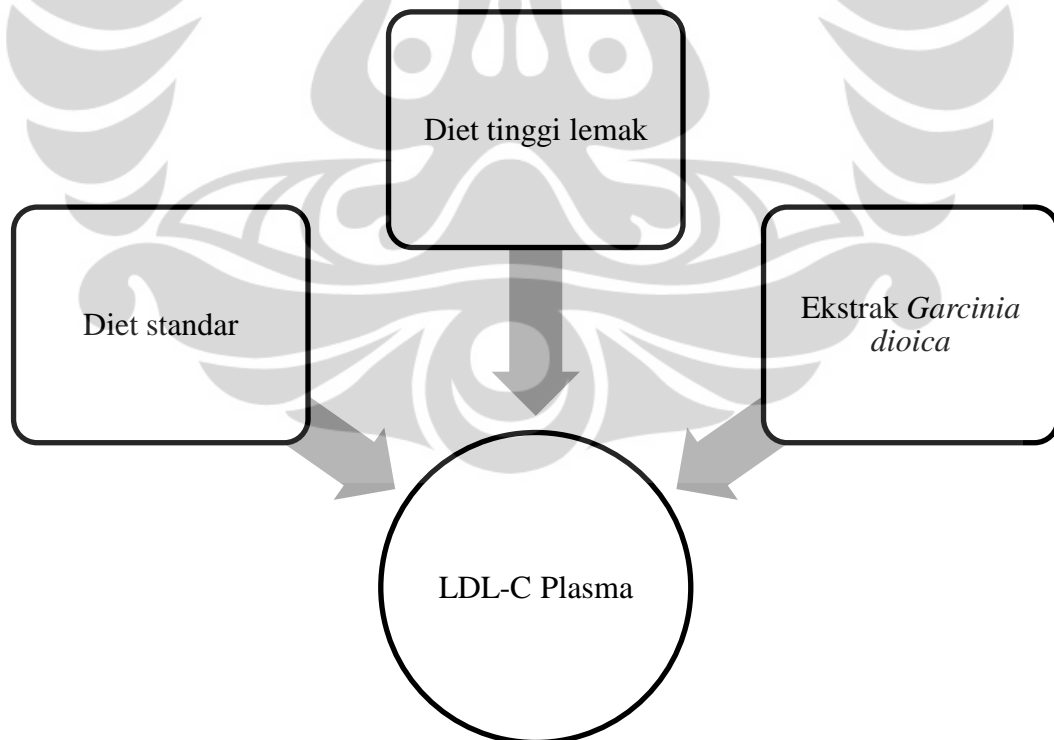 Diet tinggi lemak
Diet standar
Ekstrak Garcinia
dioica
LDL-C Plasma